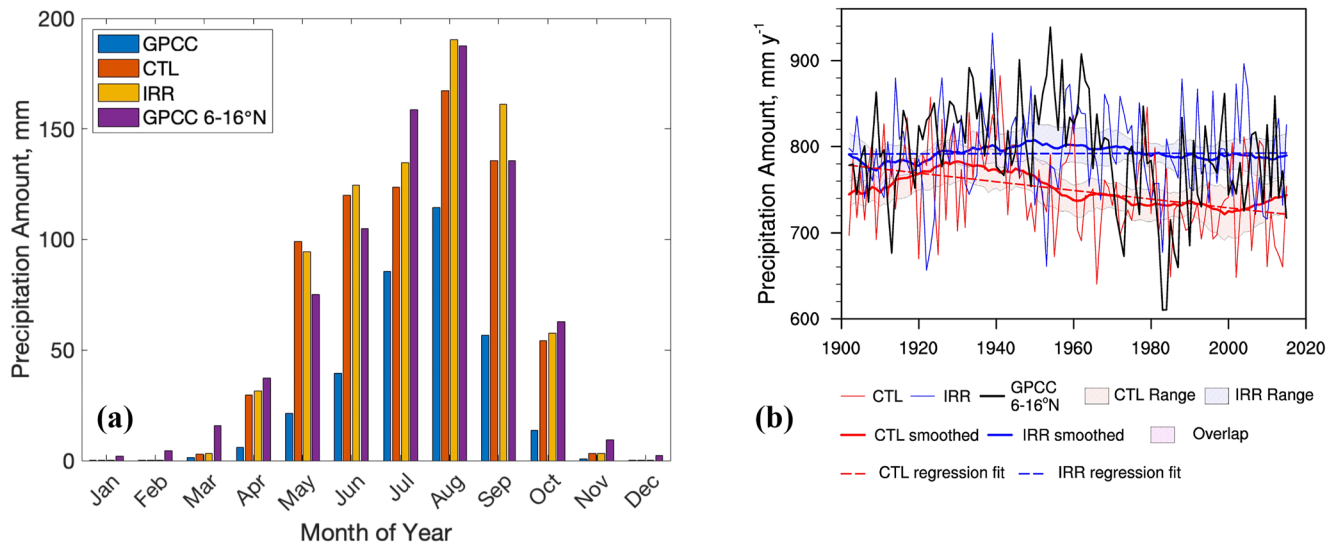 200
150
100
50
0
Precipitation Amount, mm
GPCC
CTL
IRR
GPCC 6-16°N
(a)
Jan
Feb
Mar
Apr
May
Jun
Jul
Aug
Sep
Oct
Nov
Dec
Month of Year
Precipitation Amount, mm y-1
900
800
700
600
1900
1920
1940
1960
1980
2000
2020
(b)
CTL
IRR
GPCC
6-16°N
CTL Range
IRR Range
CTL smoothed
IRR smoothed
Overlap
CTL regression fit
IRR regression fit